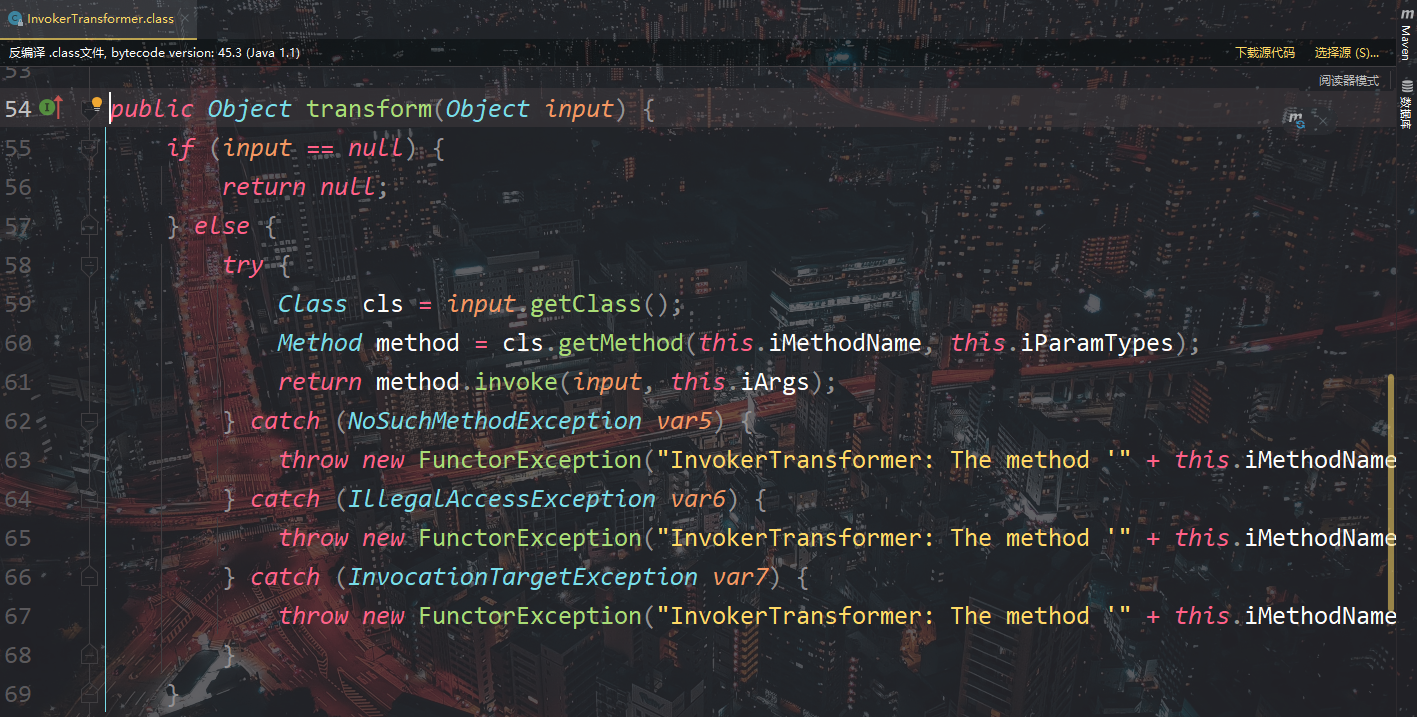 InvokerTransformer.class
反编译 .class文件, bytecode version: 45.3 (Java 1.1)
下载源代码 选择源 (S)...
阅读器模式
Maven
数据库
53
54 public Object transform(Object input) {
55 if (input == null) {
56 return null;
57 } else {
58 try {
59 Class cls = input.getClass();
60 Method method = cls.getMethod(this.iMethodName, this.iParamTypes);
61 return method.invoke(input, this.iArgs);
62 } catch (NoSuchMethodException var5) {
63 throw new FunctorException("InvokerTransformer: The method '" + this.iMethodName
64 } catch (IllegalAccessException var6) {
65 throw new FunctorException("InvokerTransformer: The method '" + this.iMethodName
66 } catch (InvocationTargetException var7) {
67 throw new FunctorException("InvokerTransformer: The method '" + this.iMethodName
68 }
69 }